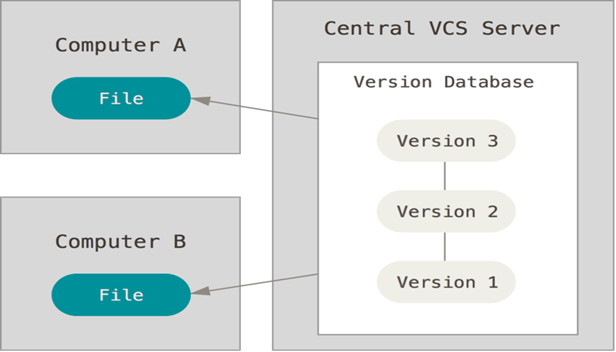 Computer A
File
Computer B
File
Central VCS Server
Version Database
Version 3
Version 2
Version 1